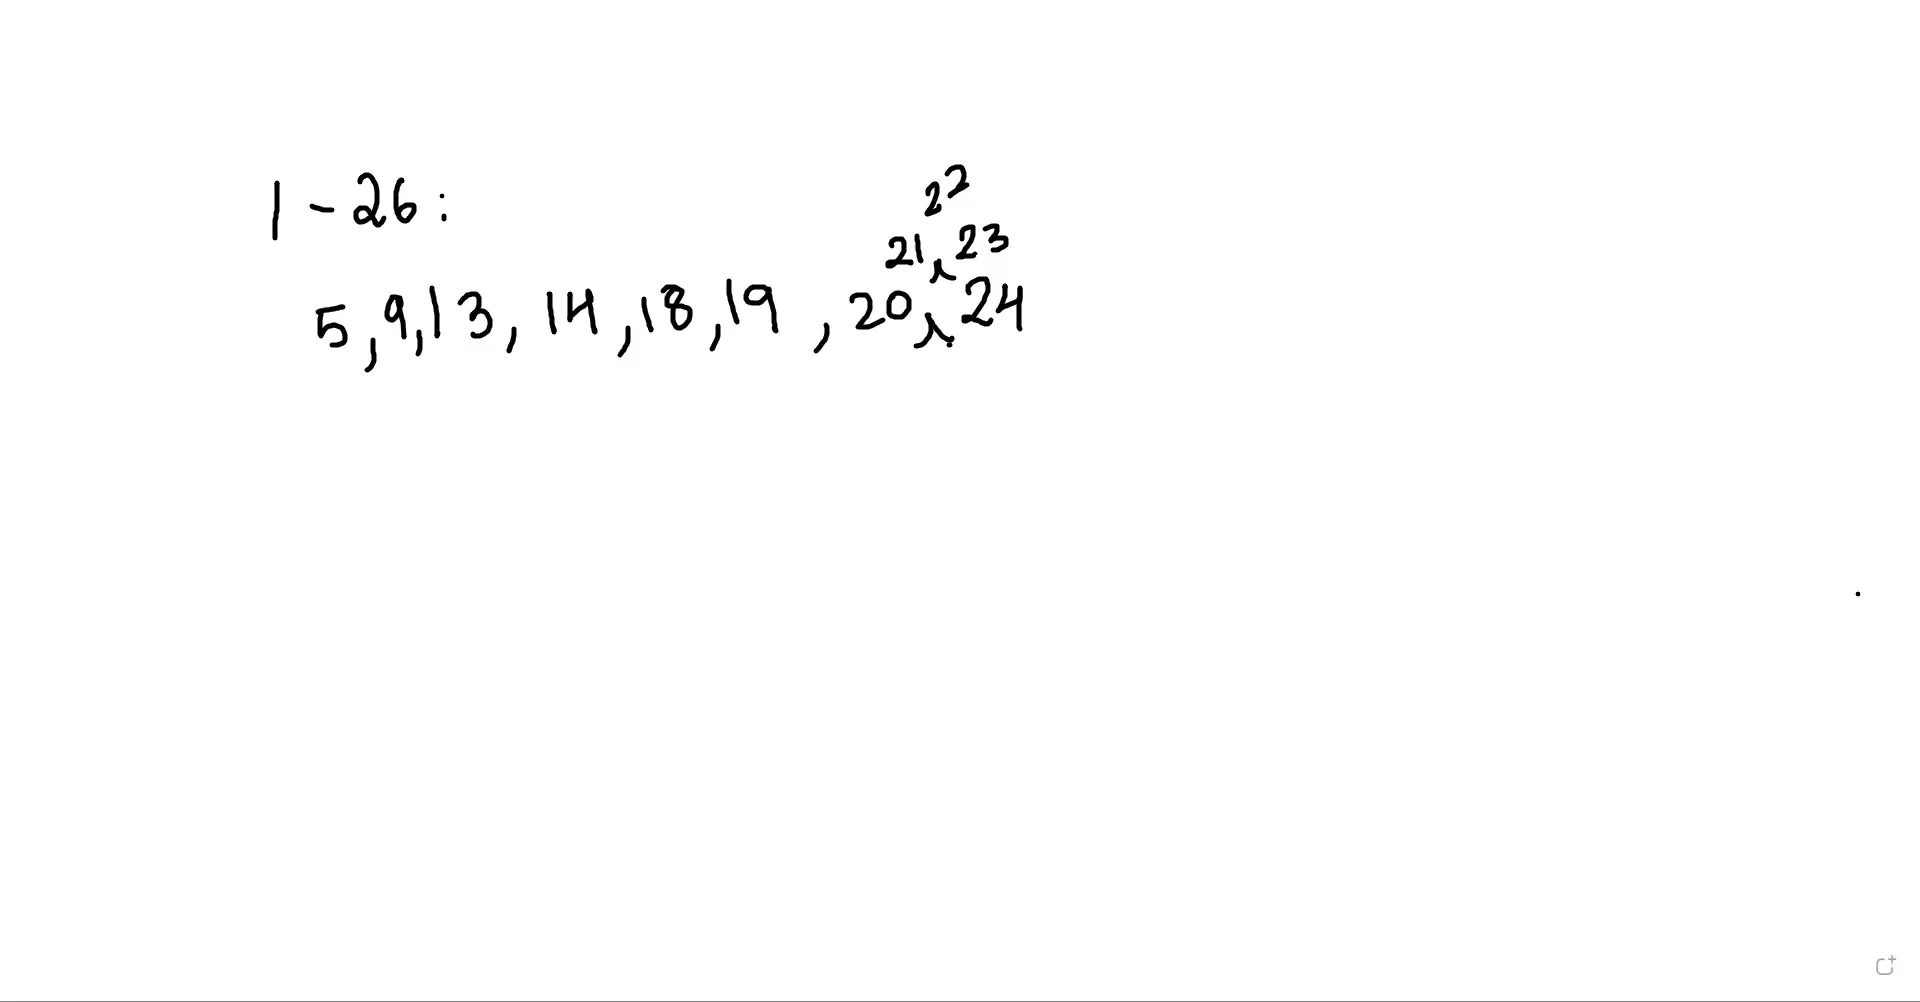 1 - 26 :
22
21, 23
5, 9, 13, 14, 18, 19, 20, 24